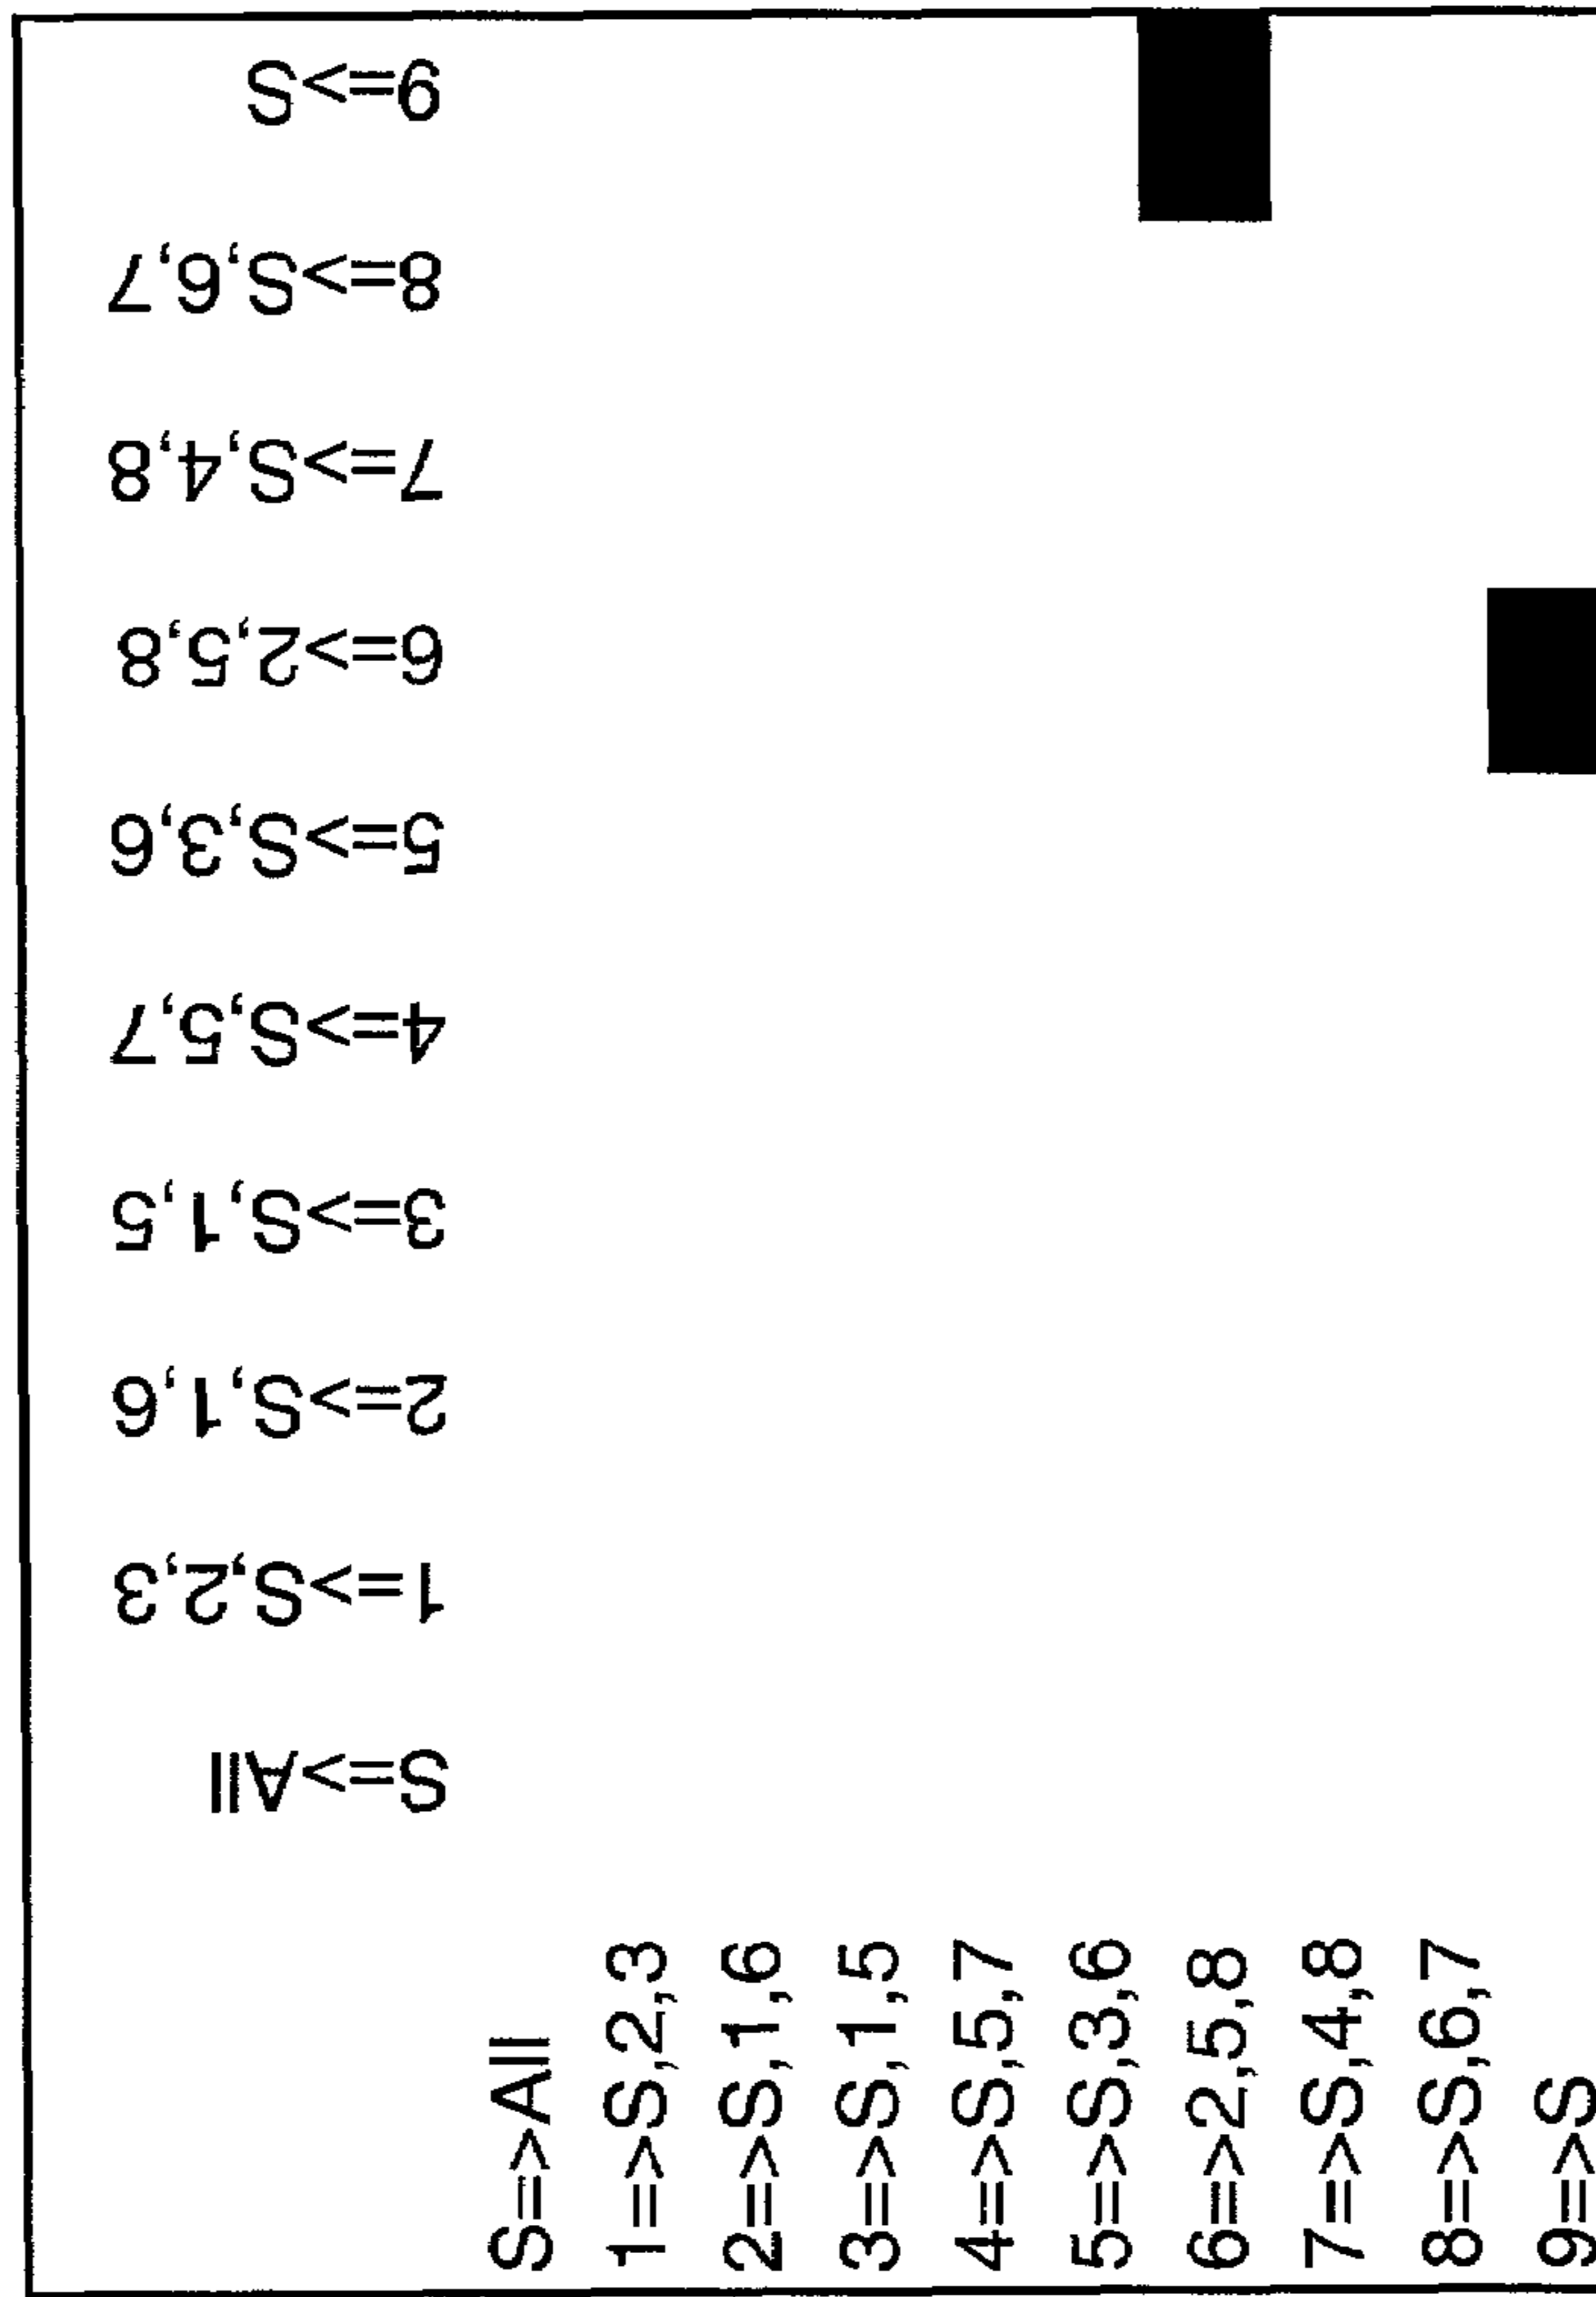 S=>All
1=>S,2,3
2=>S,1,6
3=>S,1,5
4=>S,5,7
5=>S,3,6
6=>2,5,8
7=>S,4,8
8=>S,6,7
9=>S
S=>All
1=>S,2,3
2=>S,1,6
3=>S,1,5
4=>S,5,7
5=>S,3,6
6=>2,5,8
7=>S,4,8
8=>S,6,7
9=>S